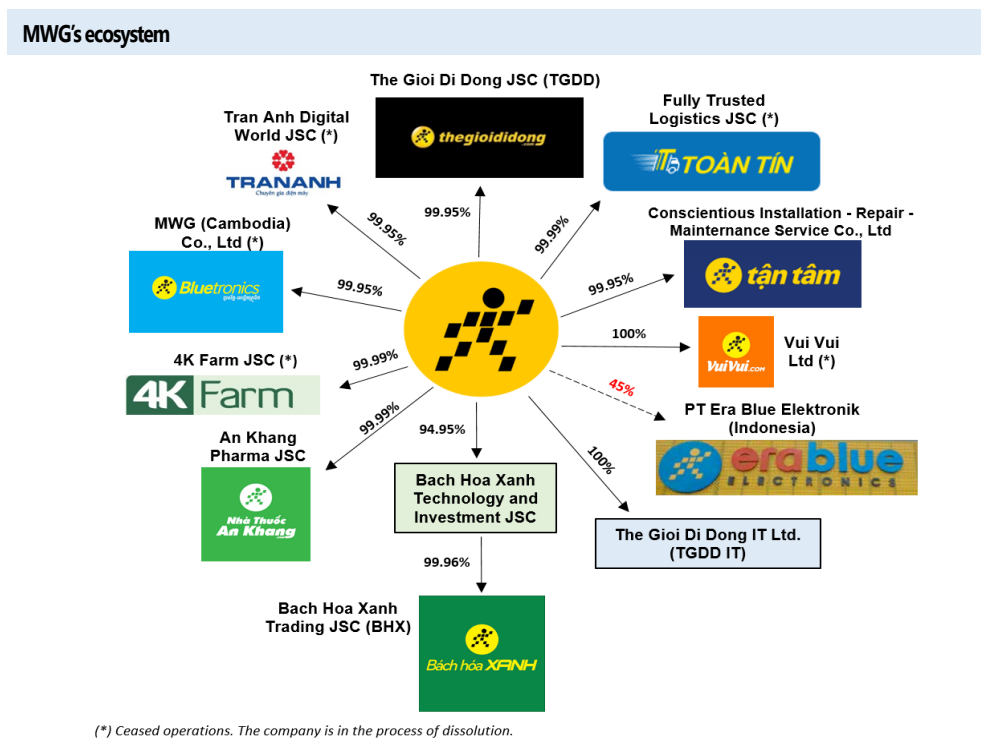 MWG's ecosystem
The Gioi Di Dong JSC (TGDD)
thegioididong
.com
Tran Anh Digital
World JSC (*)
TRANANH
Chuyên gia điện máy
Fully Trusted
Logistics JSC (*)
TOÀN TÍN
MWG (Cambodia)
Co., Ltd (*)
Bluetronics
Conscientious Installation - Repair -
Mainternance Service Co., Ltd
tận tâm
99.95%
99.95%
99.99%
99.95%
99.95%
4K Farm JSC (*)
4K Farm
99.99%
100%
Vui Vui
Ltd (*)
VuiVui.COM
An Khang
Pharma JSC
Nhà Thuốc
An Khang
99.99%
94.95%
45%
PT Era Blue Elektronik
(Indonesia)
erablue
ELECTRONICS
100%
Bach Hoa Xanh
Technology and
Investment JSC
The Gioi Di Dong IT Ltd.
(TGDD IT)
99.96%
Bach Hoa Xanh
Trading JSC (BHX)
Bách hóa XANH
(*) Ceased operations. The company is in the process of dissolution.